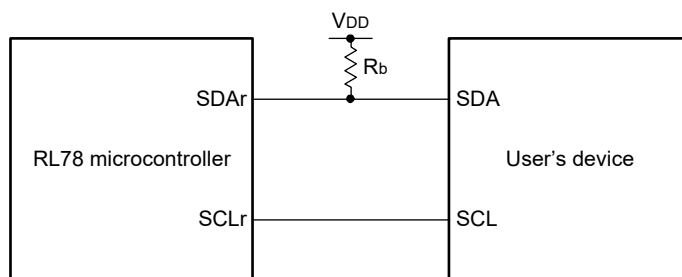 VDD
Rb
SDAr
SDA
RL78 microcontroller
User's device
SCLr
SCL